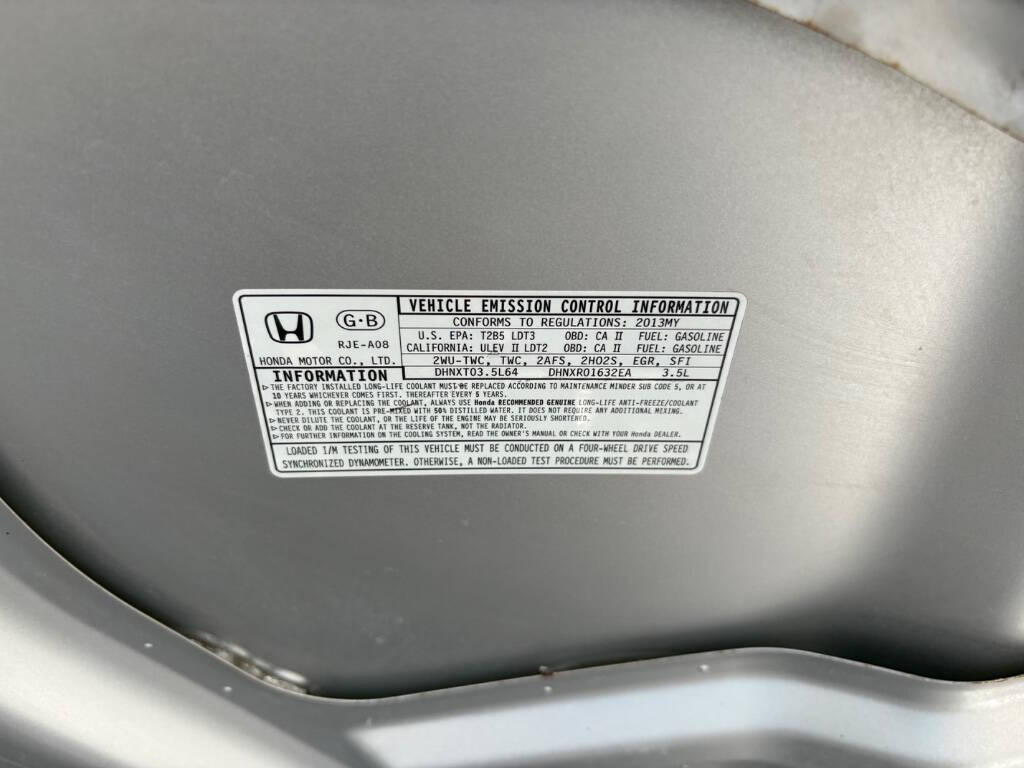 G·B
RJE-A08
HONDA MOTOR CO., LTD.
VEHICLE EMISSION CONTROL INFORMATION
CONFORMS TO REGULATIONS: 2013MY
U.S. EPA: T2B5 LDT3 OBD: CA II FUEL: GASOLINE
CALIFORNIA: ULEV II LDT2 OBD: CA II FUEL: GASOLINE
2WU-TWC, TWC, 2AFS, 2HO2S, EGR, SFI
DHNXT03.5L64 DHNXR01632EA 3.5L
INFORMATION
▷THE FACTORY INSTALLED LONG-LIFE COOLANT MUST BE REPLACED ACCORDING TO MAINTENANCE MINDER SUB CODE 5, OR AT
10 YEARS WHICHEVER COMES FIRST. THEREAFTER EVERY 5 YEARS.
▷WHEN ADDING OR REPLACING THE COOLANT, ALWAYS USE Honda RECOMMENDED GENUINE LONG-LIFE ANTI-FREEZE/COOLANT
TYPE 2. THIS COOLANT IS PRE-MIXED WITH 50% DISTILLED WATER. IT DOES NOT REQUIRE ANY ADDITIONAL MIXING.
▷NEVER DILUTE THE COOLANT, OR THE LIFE OF THE ENGINE MAY BE SERIOUSLY SHORTENED.
▷CHECK OR ADD THE COOLANT AT THE RESERVE TANK, NOT THE RADIATOR.
▷FOR FURTHER INFORMATION ON THE COOLING SYSTEM, READ THE OWNER'S MANUAL OR CHECK WITH YOUR Honda DEALER.
LOADED I/M TESTING OF THIS VEHICLE MUST BE CONDUCTED ON A FOUR-WHEEL DRIVE SPEED
SYNCHRONIZED DYNAMOMETER. OTHERWISE, A NON-LOADED TEST PROCEDURE MUST BE PERFORMED.